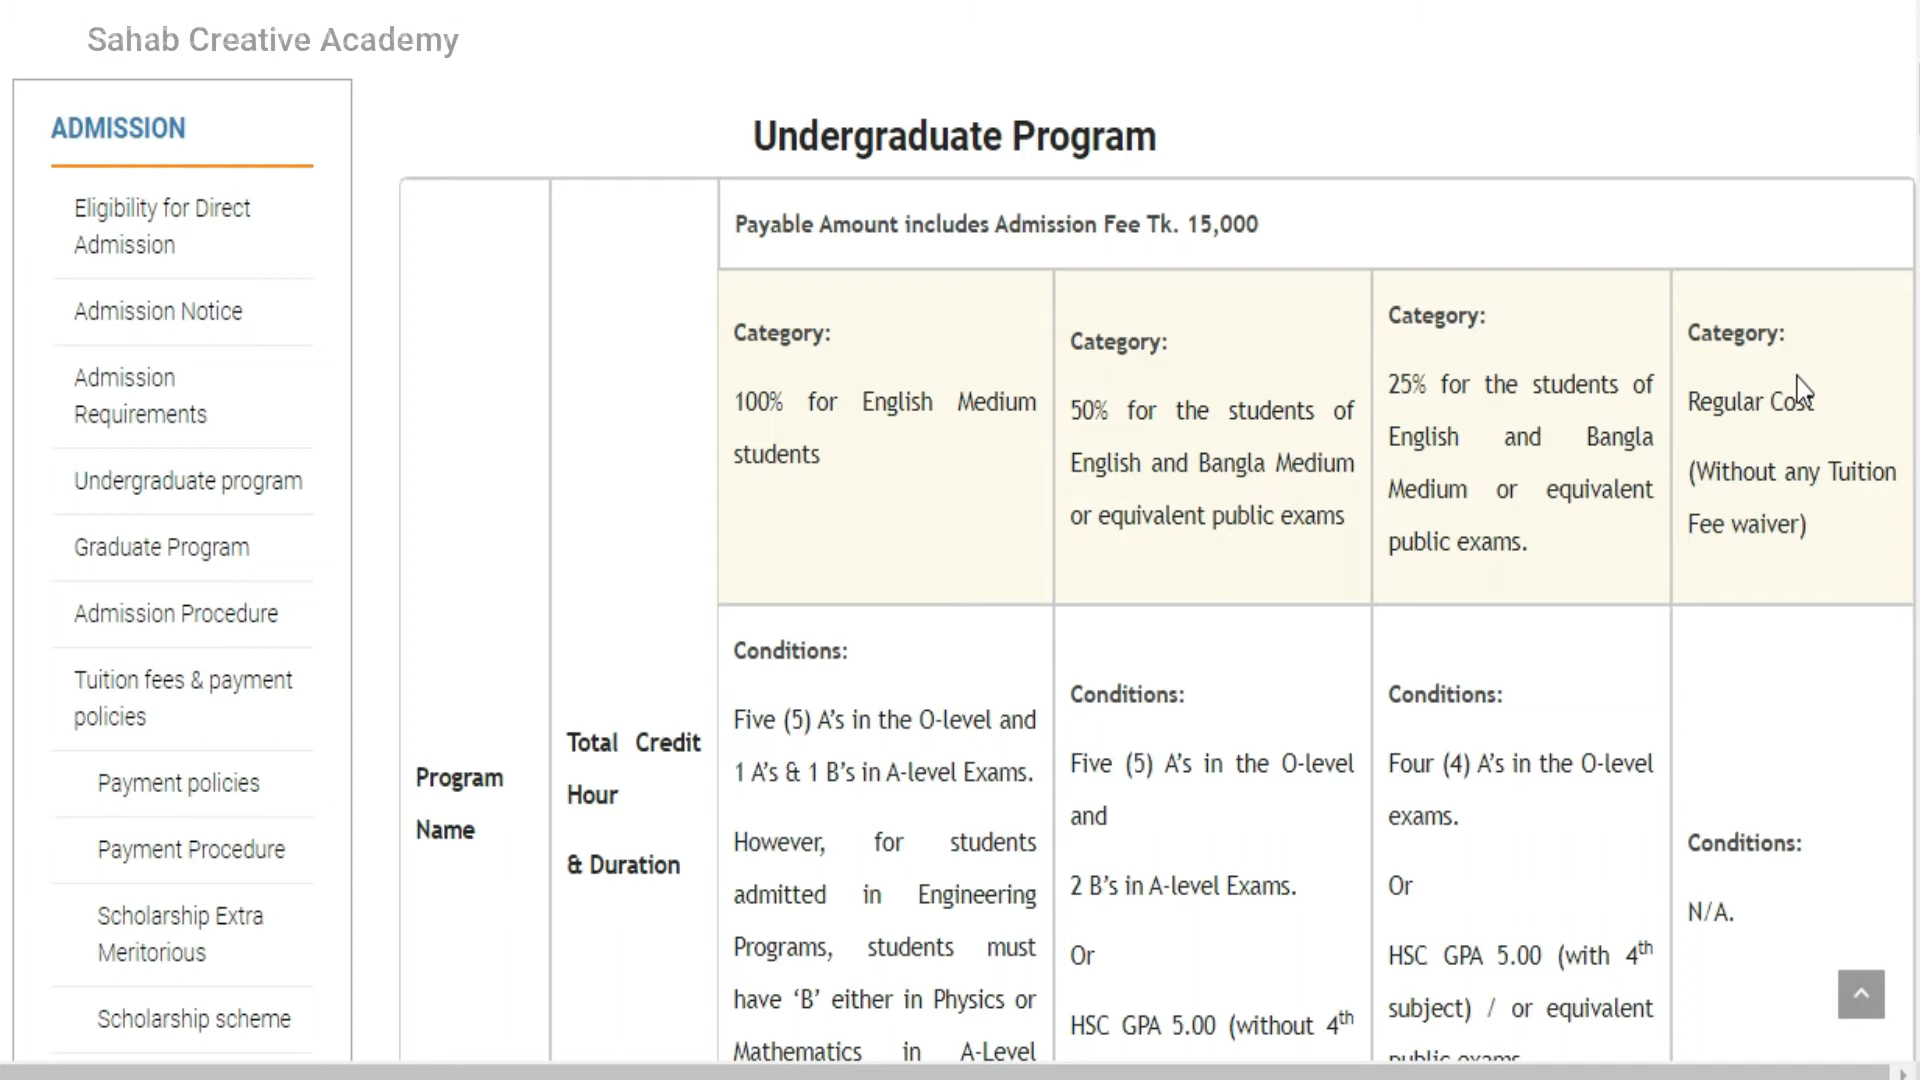 Sahab Creative Academy
ADMISSION
Eligibility for Direct
Admission
Admission Notice
Admission
Requirements
Undergraduate program
Graduate Program
Admission Procedure
Tuition fees & payment
policies
Payment policies
Payment Procedure
Scholarship Extra
Meritorious
Scholarship scheme
Undergraduate Program
Program
Name
Total Credit
Hour
& Duration
Payable Amount includes Admission Fee Tk. 15,000
Category:
100% for English Medium
students
Category:
50% for the students of
English and Bangla Medium
or equivalent public exams
Category:
25% for the students of
English and Bangla
Medium or equivalent
public exams.
Category:
Regular Cost
(Without any Tuition
Fee waiver)
Conditions:
Five (5) A’s in the O-level and
1 A’s & 1 B’s in A-level Exams.
However, for students
admitted in Engineering
Programs, students must
have ‘B’ either in Physics or
Mathematics in A-Level
Conditions:
Five (5) A’s in the O-level
and
2 B’s in A-level Exams.
Or
HSC GPA 5.00 (without 4th
Conditions:
Four (4) A’s in the O-level
exams.
Or
HSC GPA 5.00 (with 4th
subject) / or equivalent
public exams
Conditions:
N/A.